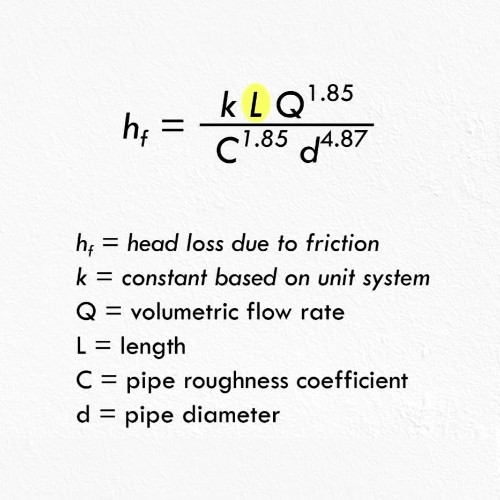 h_f = k L Q^1.85 / C^1.85 d^4.87
h_f = head loss due to friction
k = constant based on unit system
Q = volumetric flow rate
L = length
C = pipe roughness coefficient
d = pipe diameter